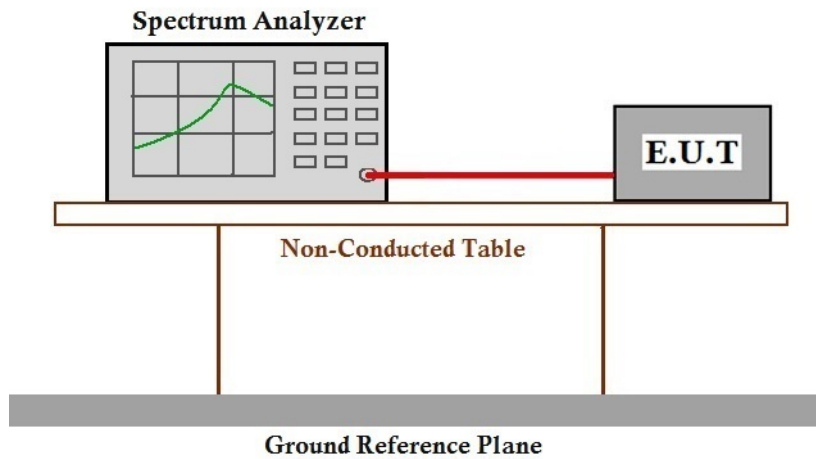 Spectrum Analyzer
E.U.T
Non-Conducted Table
Ground Reference Plane